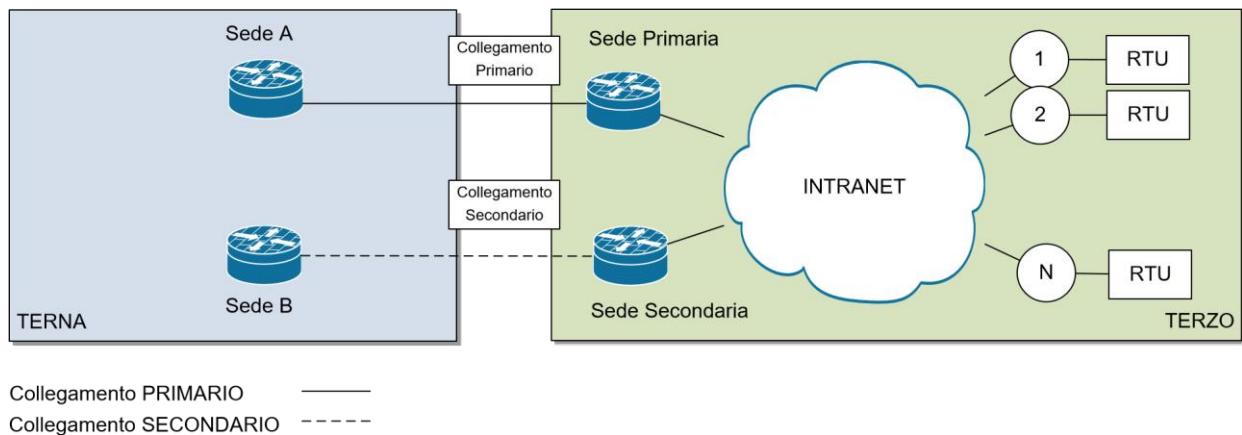 Sede A
Collegamento
Primario
Sede Primaria
1
RTU
2
RTU
INTRANET
Collegamento
Secondario
N
RTU
Sede B
Sede Secondaria
TERNA
TERZO
Collegamento PRIMARIO
Collegamento SECONDARIO